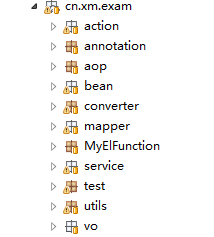 cn.xm.exam
action
annotation
aop
bean
converter
mapper
MyElFunction
service
test
utils
vo